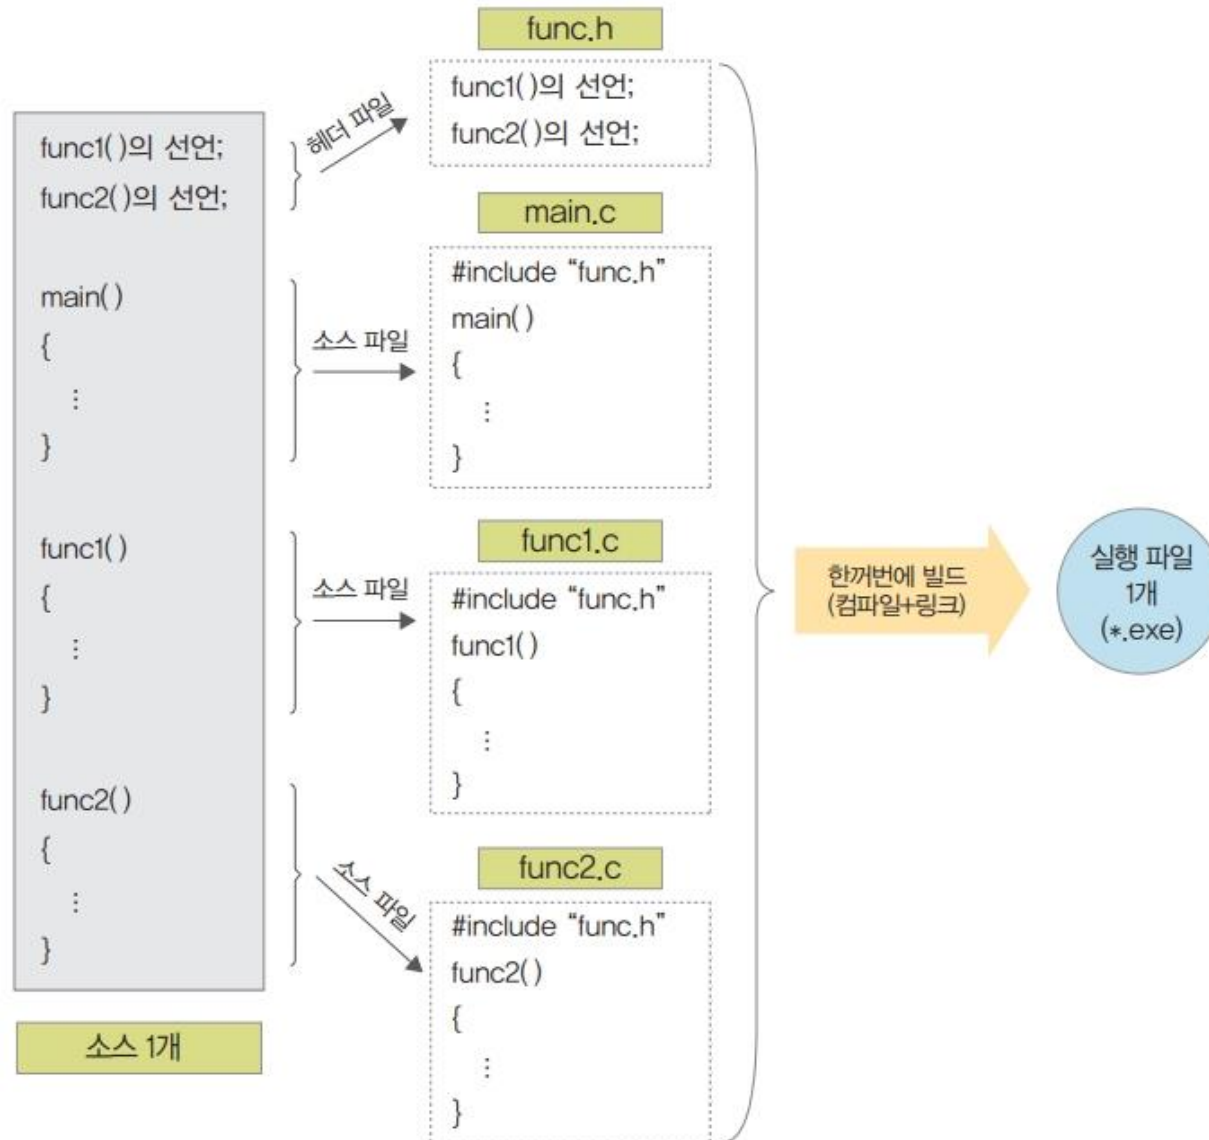 func1( )의 선언;
func2( )의 선언;
main( )
{
⋮
}
func1( )
{
⋮
}
func2( )
{
⋮
}
소스 1개
헤더 파일
소스 파일
소스 파일
소스 파일
func.h
func1( )의 선언;
func2( )의 선언;
main.c
#include “func.h”
main( )
{
⋮
}
func1.c
#include “func.h”
func1( )
{
⋮
}
func2.c
#include “func.h”
func2( )
{
⋮
}
한꺼번에 빌드
(컴파일+링크)
실행 파일
1개
(*.exe)